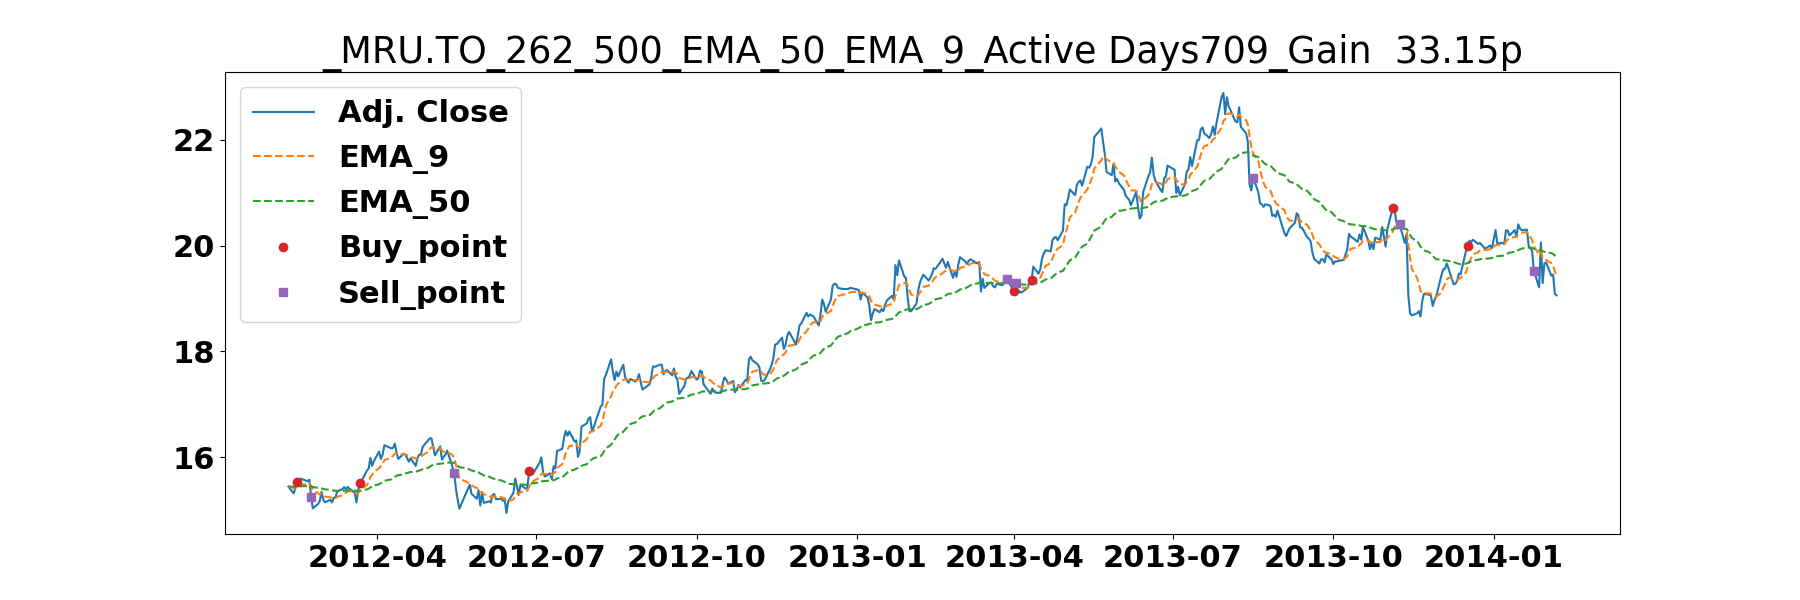 _MRU.TO_262_500_EMA_50_EMA_9_Active Days709_Gain  33.15p
Adj. Close
EMA_9
EMA_50
Buy_point
Sell_point
22
20
18
16
2012-04 2012-07 2012-10 2013-01 2013-04 2013-07 2013-10 2014-01